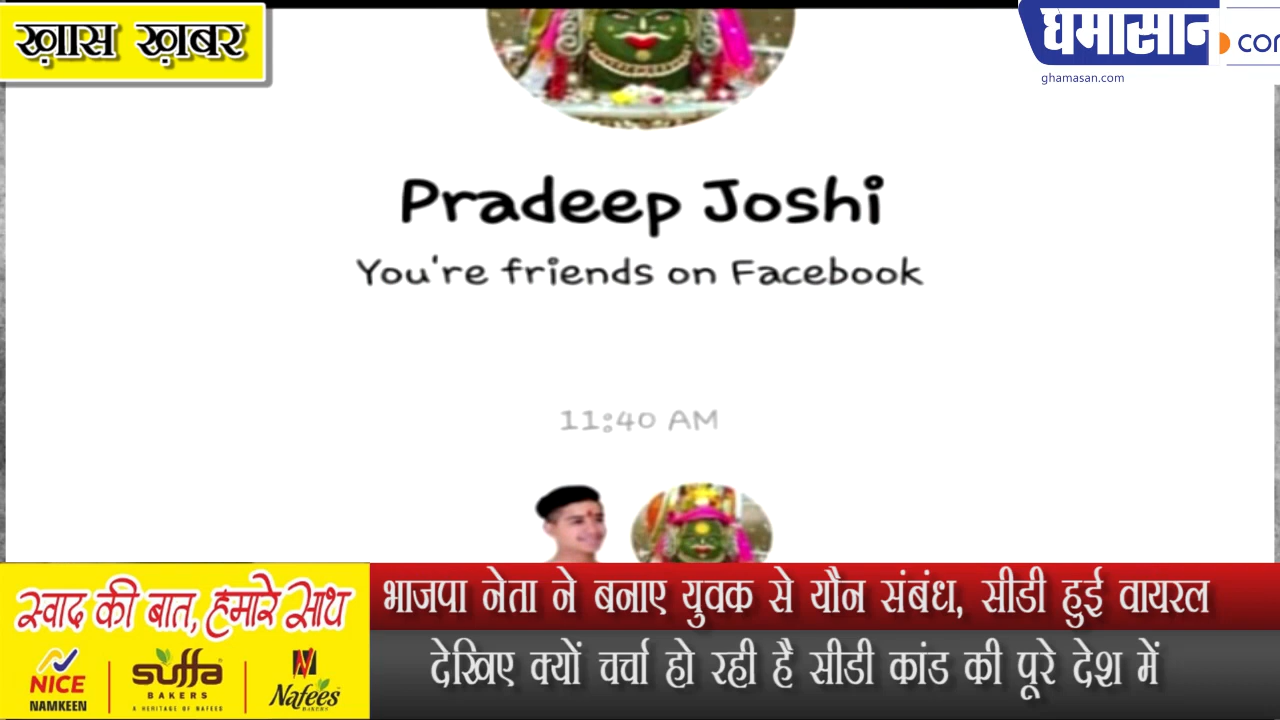 ख़ास ख़बर
घमासान
ghamasan.com
Pradeep Joshi
You're friends on Facebook
11:40 AM
स्वाद की बात, हमारे साथ
NICE
NAMKEEN
suffa
BAKERS
A HERITAGE OF NAFEES
N
Nafees
BAKERS
भाजपा नेता ने बनाए युवक से यौन संबंध, सीडी हुई वायरल
देखिए क्यों चर्चा हो रही है सीडी कांड की पूरे देश में